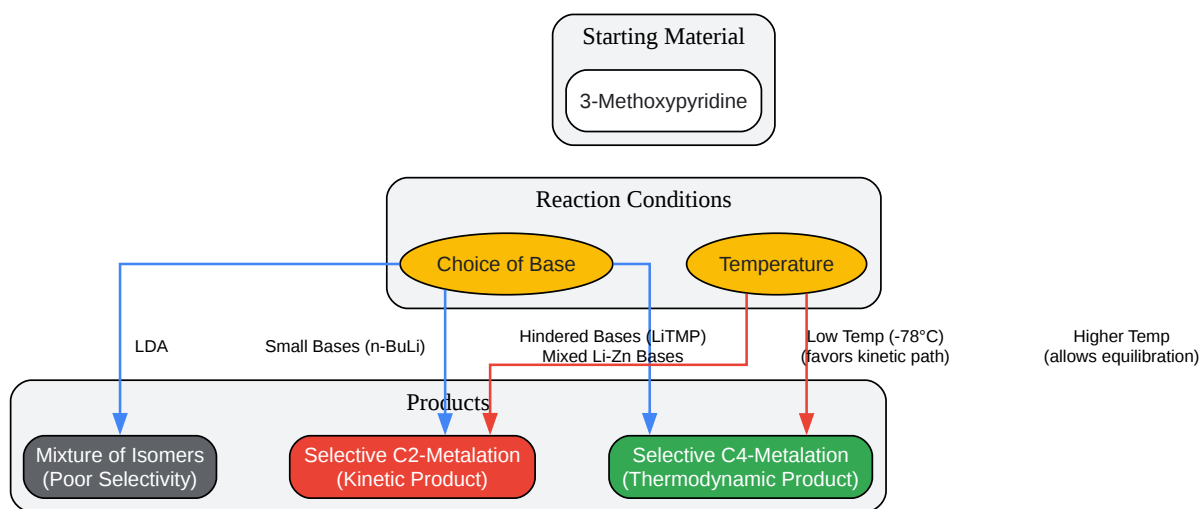 Starting Material
3-Methoxypyridine
Reaction Conditions
Choice of Base
Temperature
LDA
Small Bases (n-BuLi)
Hindered Bases (LiTMP)
Mixed Li-Zn Bases
Low Temp (-78°C)
(favors kinetic path)
Higher Temp
(allows equilibration)
Products
Mixture of Isomers
(Poor Selectivity)
Selective C2-Metalation
(Kinetic Product)
Selective C4-Metalation
(Thermodynamic Product)